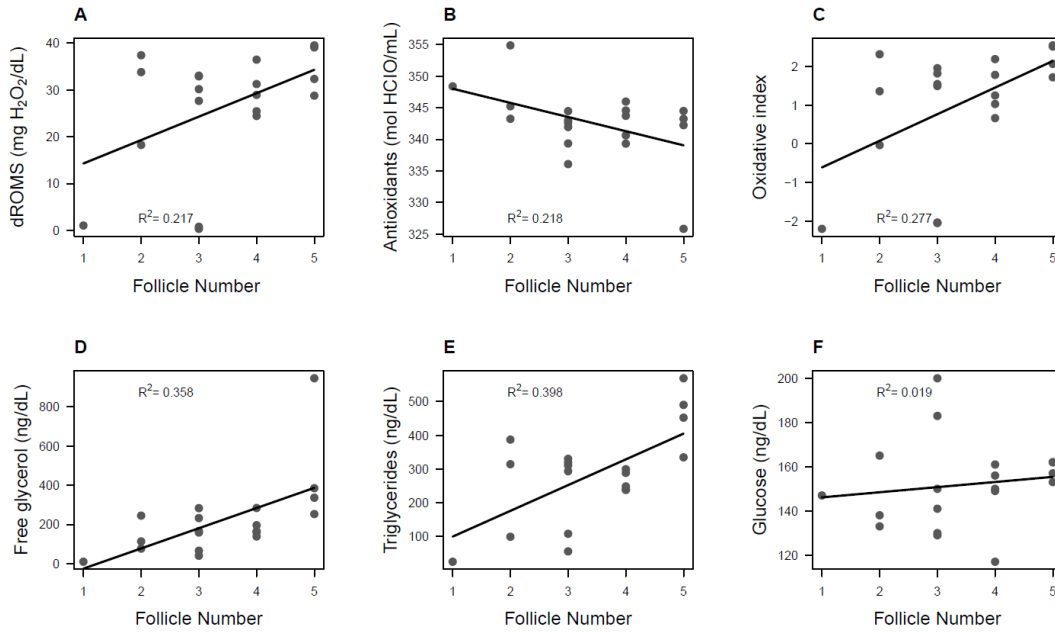 A
dROMS (mg H₂O₂/dL)
40
30
20
10
0
R²= 0.217
1 2 3 4 5
Follicle Number
B
Antioxidants (mol HClO/mL)
355
350
345
340
335
330
325
R²= 0.218
1 2 3 4 5
Follicle Number
C
Oxidative index
2
1
0
−1
−2
R²= 0.277
1 2 3 4 5
Follicle Number
D
Free glycerol (ng/dL)
800
600
400
200
0
R²= 0.358
1 2 3 4 5
Follicle Number
E
Triglycerides (ng/dL)
500
400
300
200
100
R²= 0.398
1 2 3 4 5
Follicle Number
F
Glucose (ng/dL)
200
180
160
140
120
R²= 0.019
1 2 3 4 5
Follicle Number